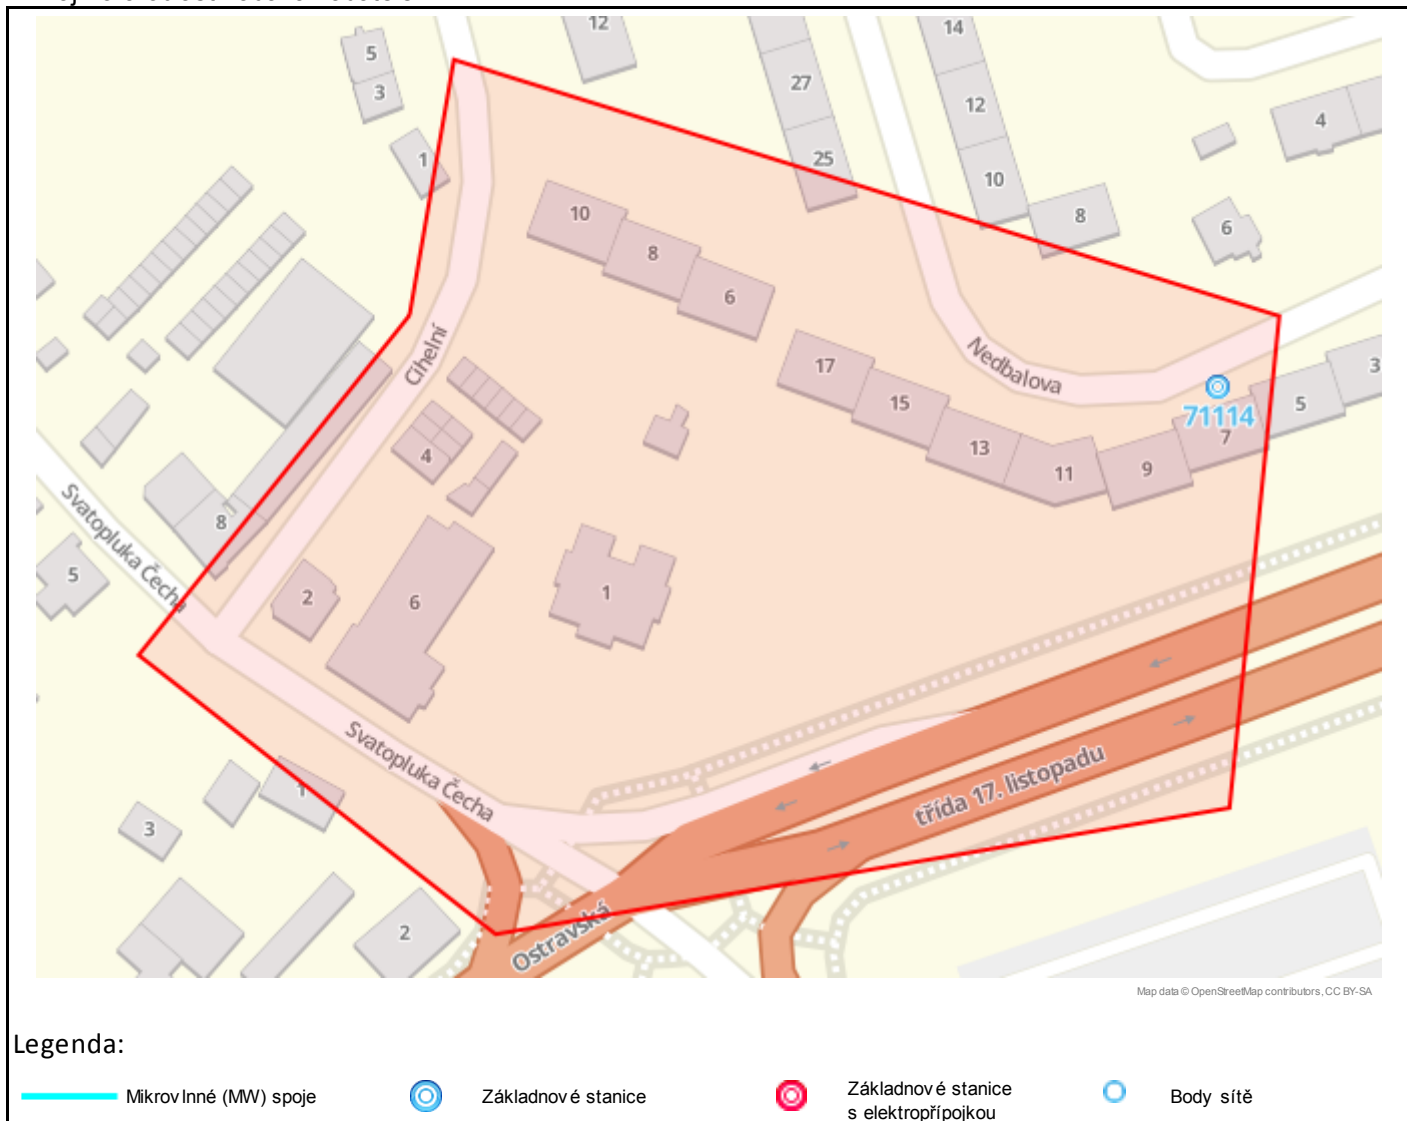 12
14
5
27
3
12
4
1
25
10
10
8
8
6
6
Cihelní
Nedbalova
17
3
15
5
71114
7
13
4
11
9
Svatopluka Čecha
8
5
2
6
1
Svatopluka Čecha
třída 17. listopadu
1
3
2
Ostravská
Map data © OpenStreetMap contributors, CC BY-SA
Legenda:
Mikrovlnné (MW) spoje
Základnové stanice
Základnové stanice
s elektropřípojkou
Body sítě